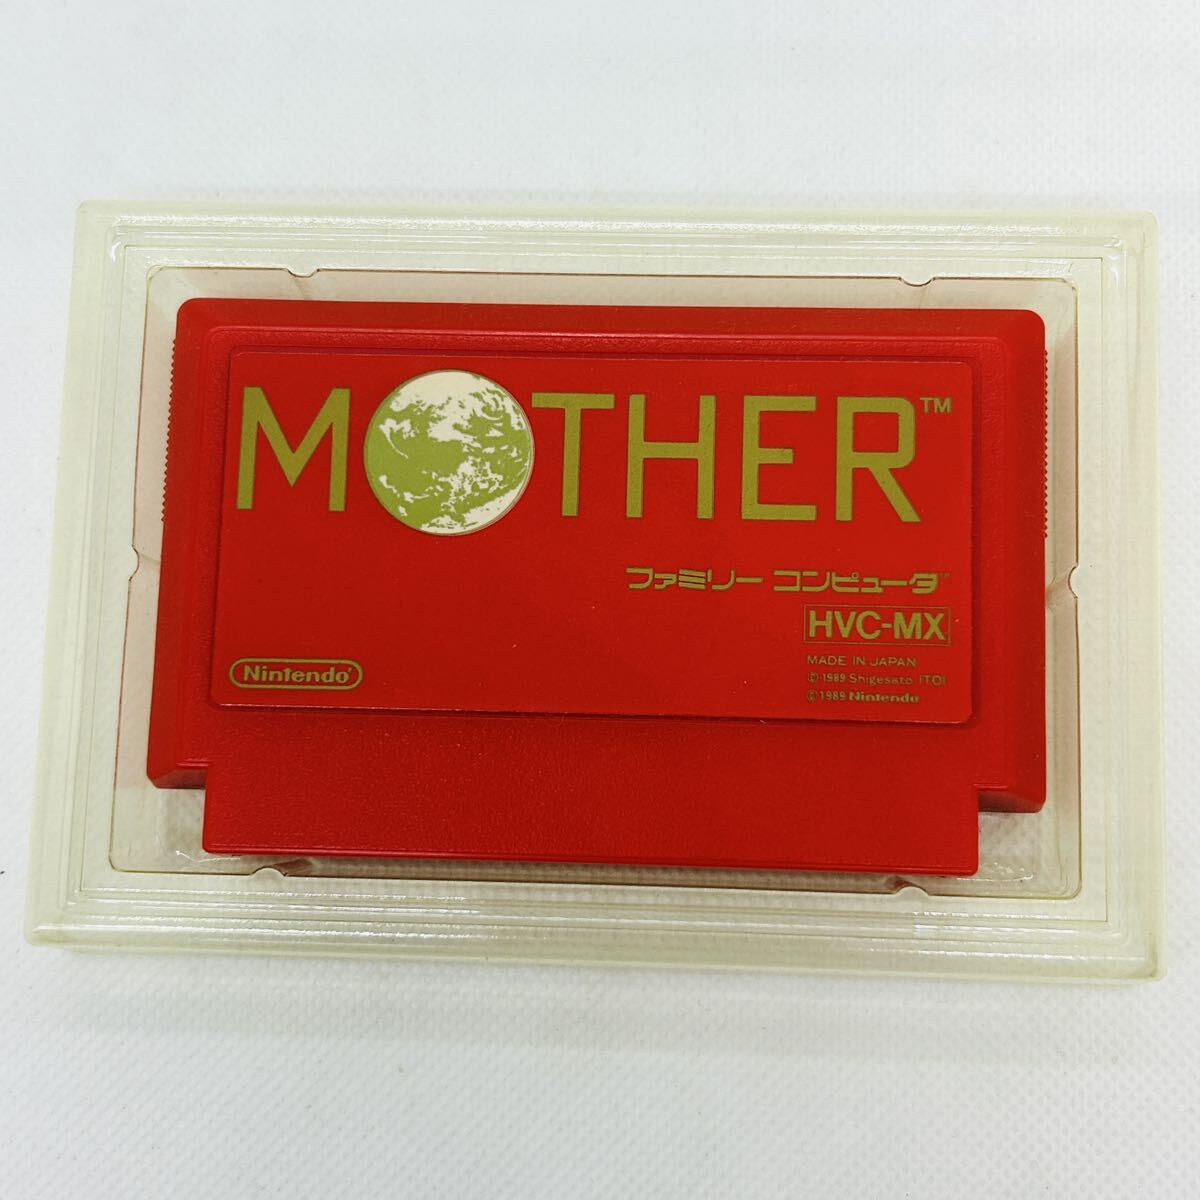 MOTHER™
ファミリー コンピュータ™
HVC-MX
Nintendo®
MADE IN JAPAN
©1989 Shigesato ITOI
©1989 Nintendo